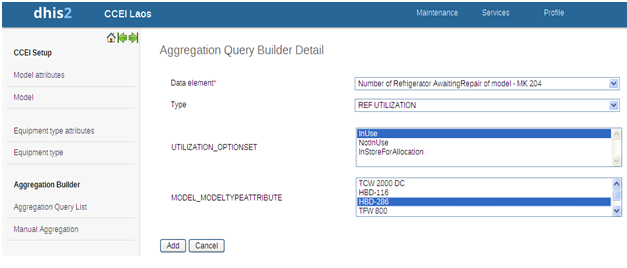 dhis2 CCEI Laos Maintenance Services Profile
CCEI Setup
Model attributes
Model
Equipment type attributes
Equipment type
Aggregation Builder
Aggregation Query List
Manual Aggregation
Aggregation Query Builder Detail
Data element* Number of Refrigerator AwaitingRepair of model - MK 204
Type REF UTILIZATION
UTILIZATION_OPTIONSET
InUse
NotInUse
InStoreForAllocation
MODEL_MODELTYPEATTRIBUTE
TCW 2000 DC
HBD-116
HBD-286
TFW 800
Add Cancel